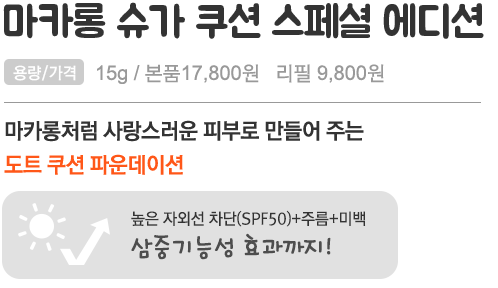 마카롱 슈가 쿠션 스페셜 에디션
용량/가격 15g / 본품17,800원 리필 9,800원
마카롱처럼 사랑스러운 피부로 만들어 주는
도트 쿠션 파운데이션
높은 자외선 차단(SPF50)+주름+미백
삼중기능성 효과까지!